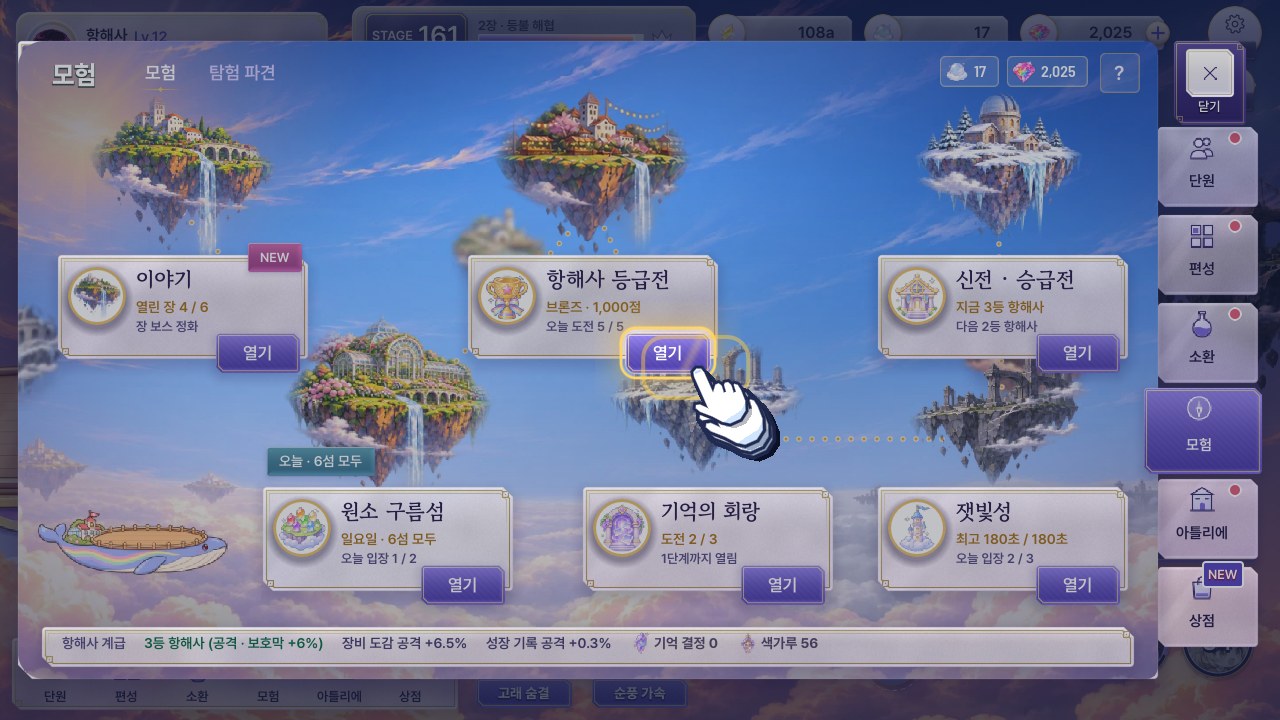 항해사 Lv.12
STAGE 161
2장 · 등불 해협
108a
17
2,025
모험
모험
탐험 파견
17
2,025
?
닫기
단원
편성
소환
모험
아틀리에
NEW
상점
NEW
이야기
열린 장 4 / 6
장 보스 정화
열기
항해사 등급전
브론즈 · 1,000점
오늘 도전 5 / 5
열기
신전 · 승급전
지금 3등 항해사
다음 2등 항해사
열기
오늘 · 6섬 모두
원소 구름섬
일요일 · 6섬 모두
오늘 입장 1 / 2
열기
기억의 회랑
도전 2 / 3
1단계까지 열림
열기
잿빛성
최고 180초 / 180초
오늘 입장 2 / 3
열기
항해사 계급 3등 항해사 (공격 · 보호막 +6%) 장비 도감 공격 +6.5% 성장 기록 공격 +0.3% 기억 결정 0 색가루 56
단원 편성 소환 모험 아틀리에 상점
고래 숨결
순풍 가속